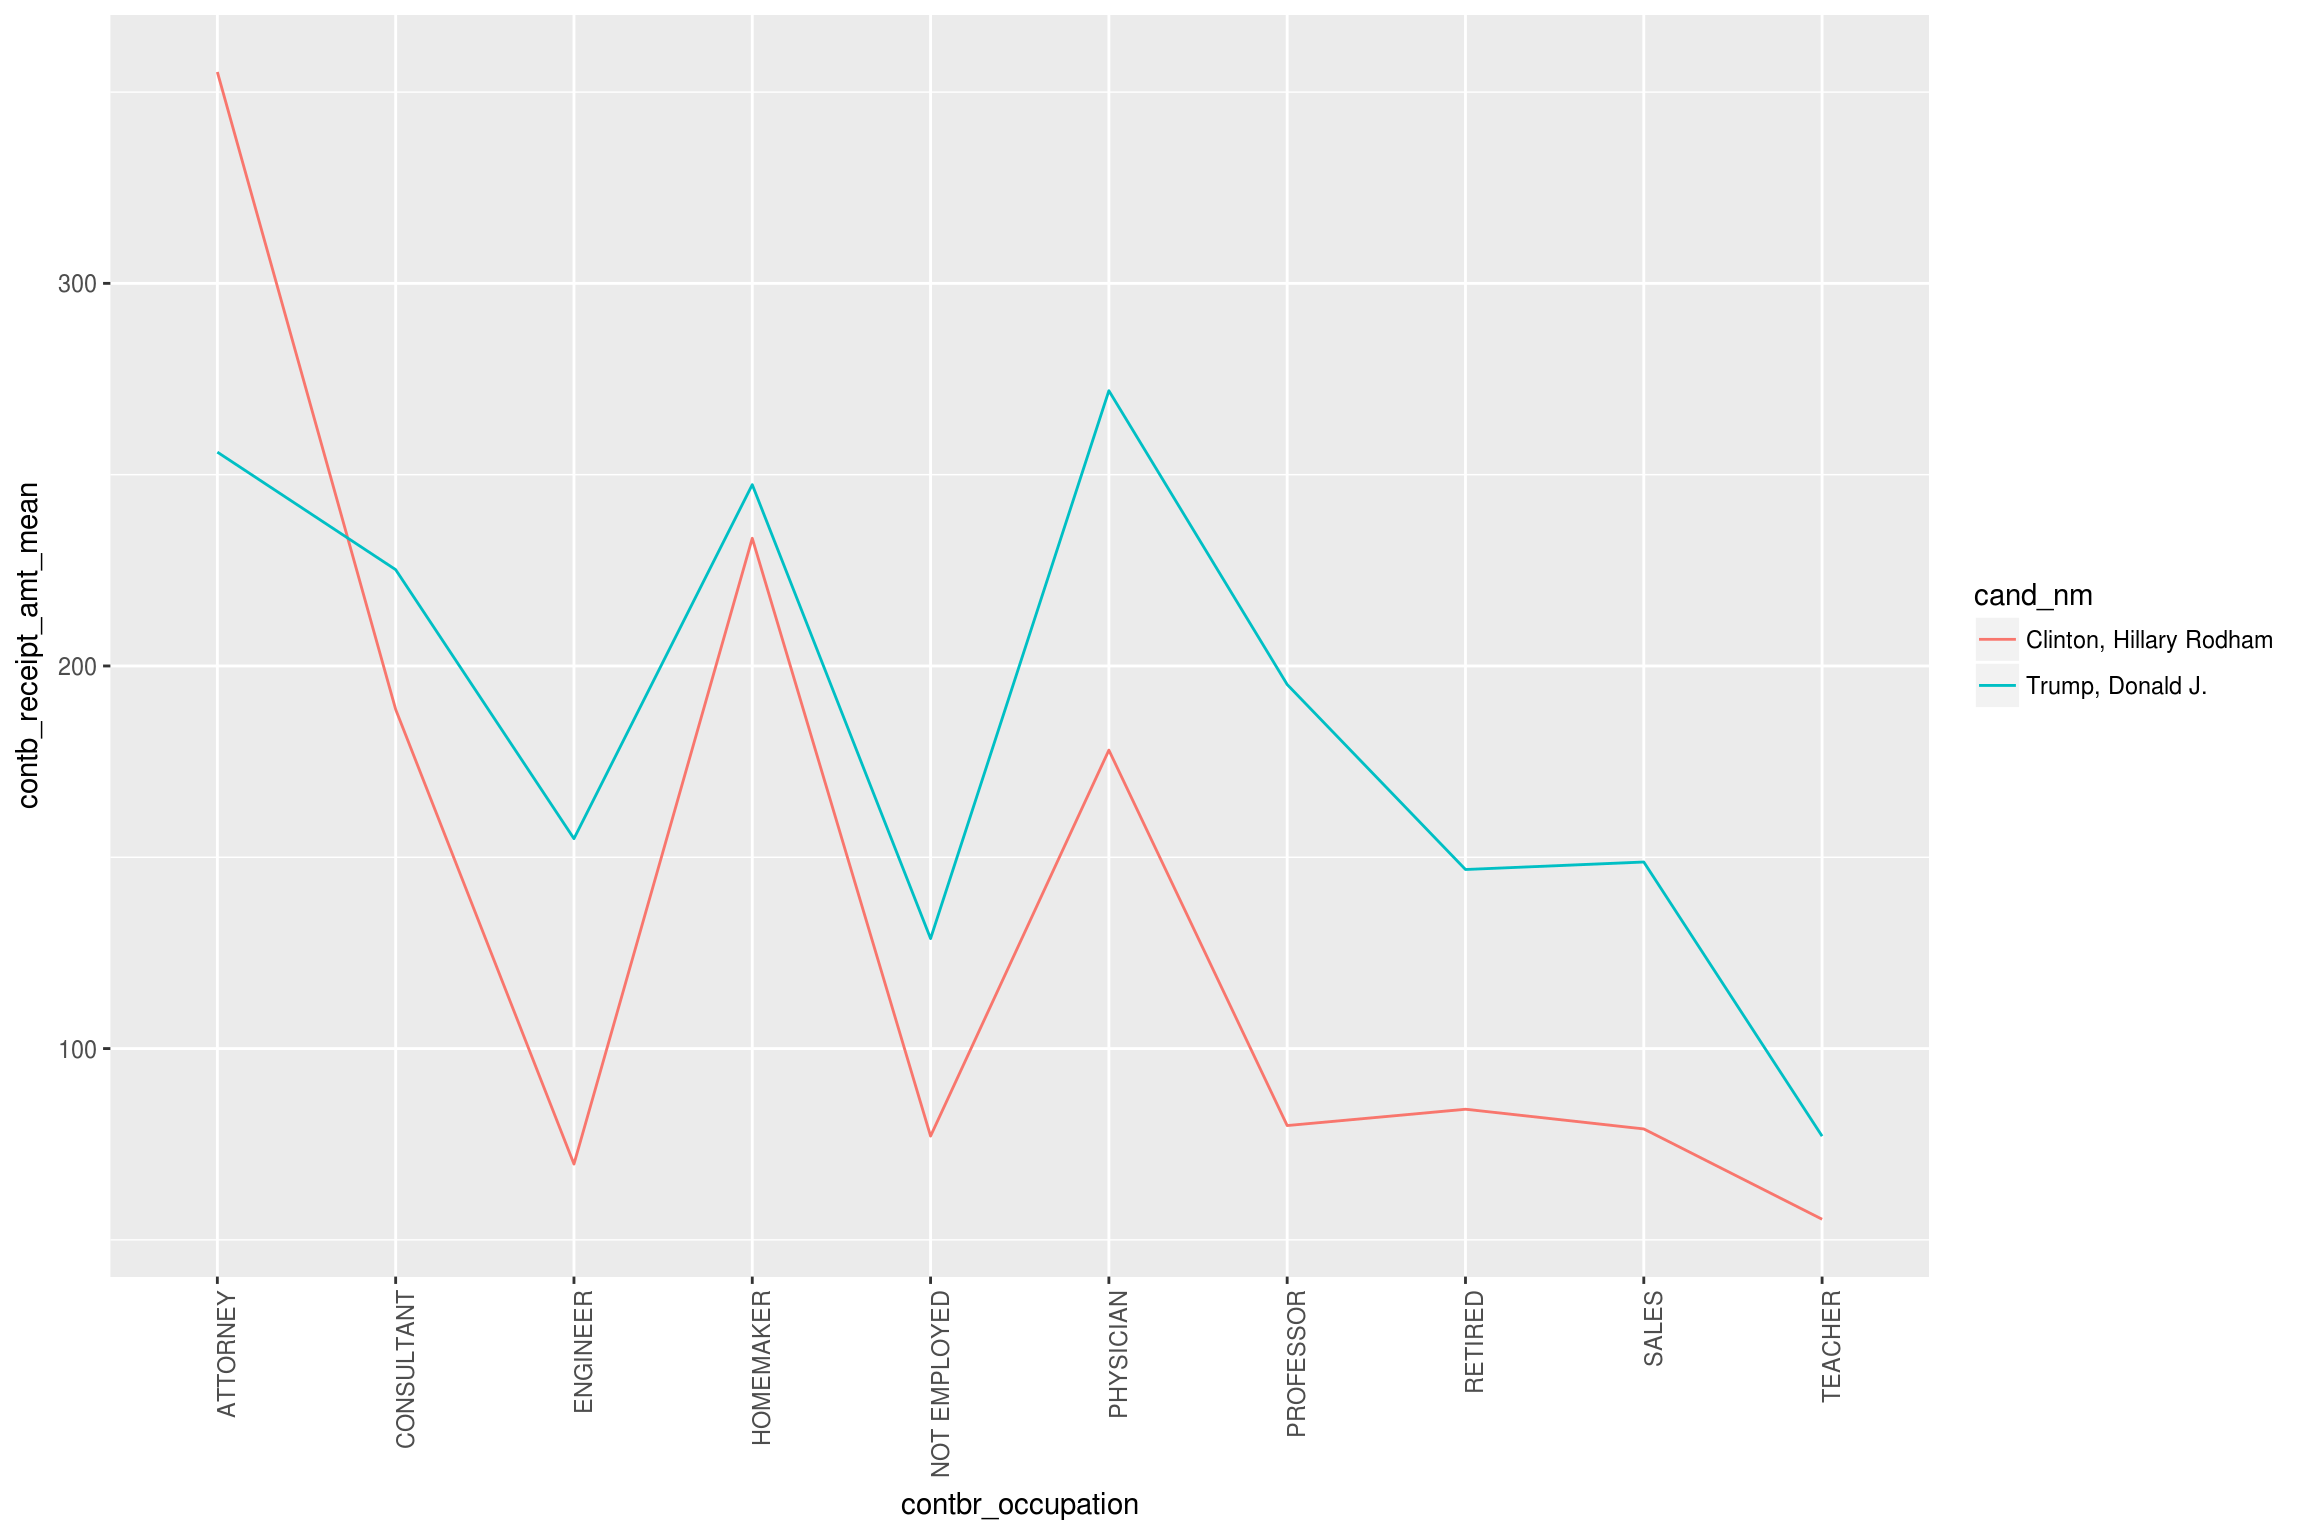 contb_receipt_amt_mean
300
200
100
ATTORNEY
CONSULTANT
ENGINEER
HOMEMAKER
NOT EMPLOYED
PHYSICIAN
PROFESSOR
RETIRED
SALES
TEACHER
contbr_occupation
cand_nm
Clinton, Hillary Rodham
Trump, Donald J.